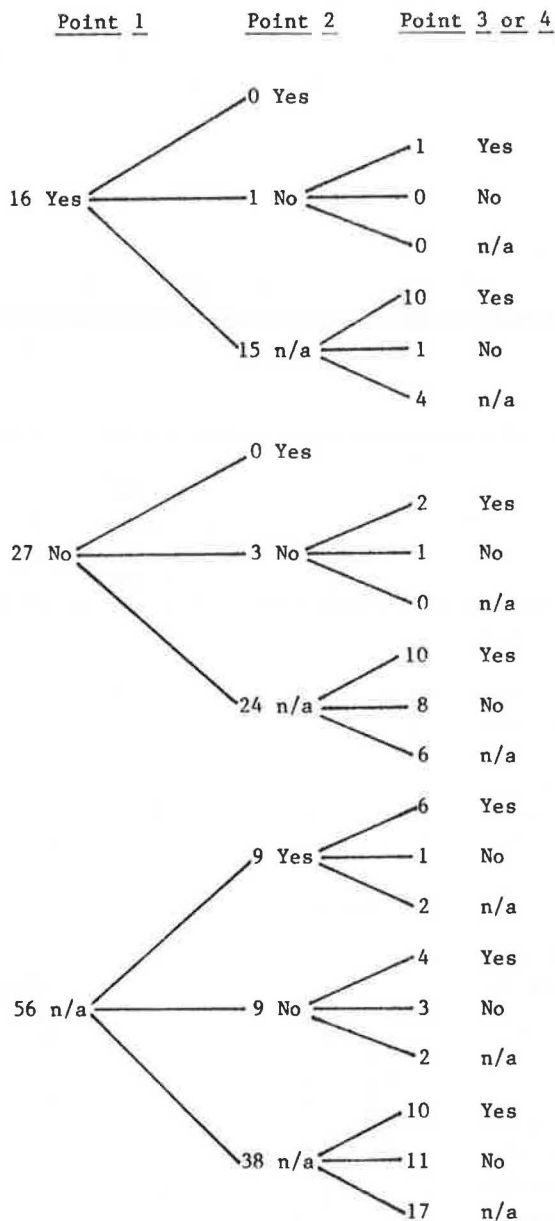 Point 1 Point 2 Point 3 or 4
0 Yes
1 Yes
16 Yes 1 No 0 No
0 n/a
10 Yes
15 n/a 1 No
4 n/a
0 Yes
2 Yes
27 No 3 No 1 No
0 n/a
10 Yes
24 n/a 8 No
6 n/a
6 Yes
9 Yes 1 No
2 n/a
4 Yes
56 n/a 9 No 3 No
2 n/a
10 Yes
38 n/a 11 No
17 n/a